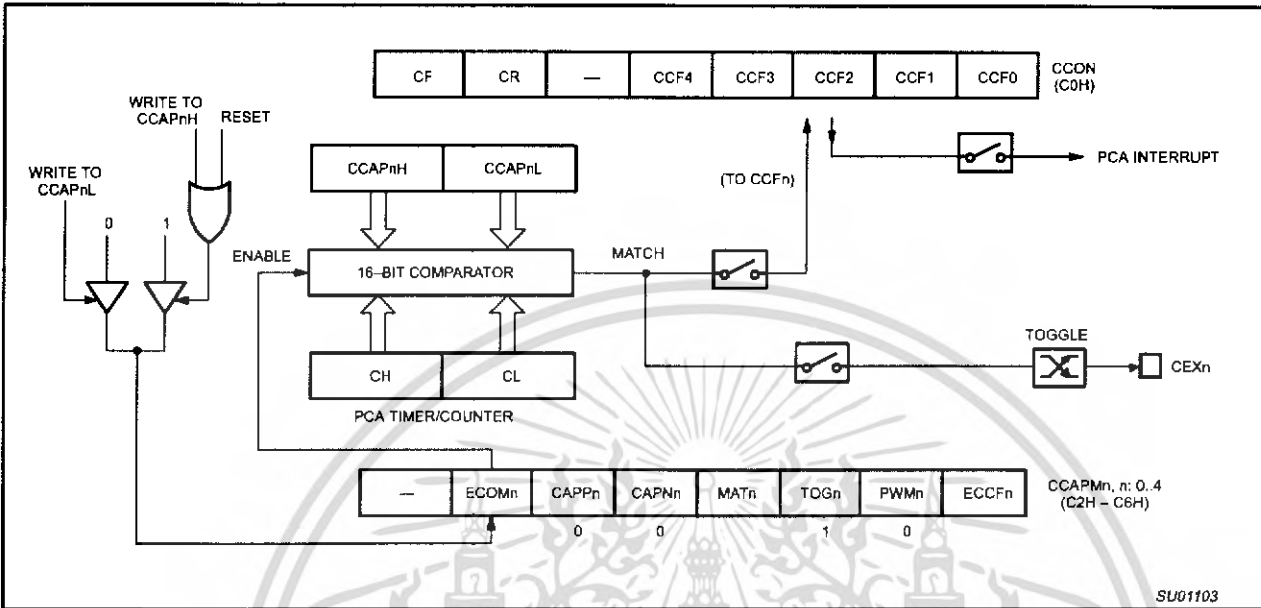 CF CR — CCF4 CCF3 CCF2 CCF1 CCF0
CCON
(C0H)
WRITE TO
CCAPnH
RESET
WRITE TO
CCAPnL
0
1
CCAPnH CCAPnL
(TO CCFn)
PCA INTERRUPT
ENABLE
16–BIT COMPARATOR
MATCH
TOGGLE
CH CL
CEXn
PCA TIMER/COUNTER
— ECOMn CAPPn CAPNn MATn TOGn PWMn ECCFn
CCAPMn, n: 0..4
(C2H – C6H)
0 0 1 0
SU01103